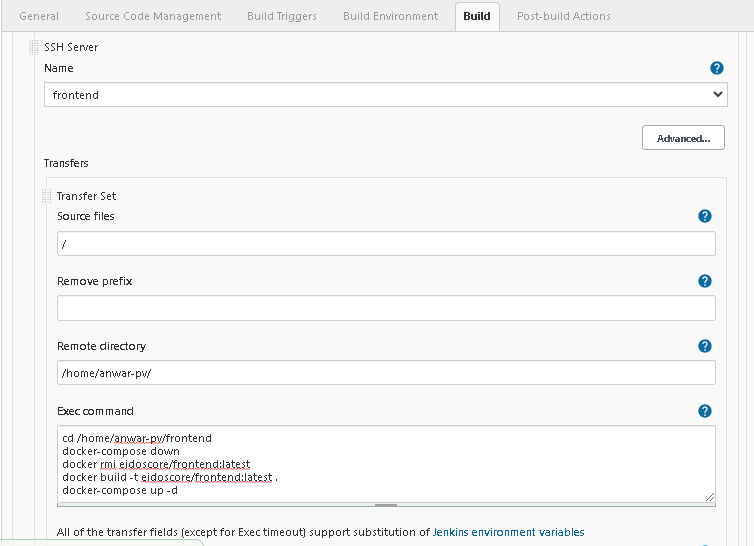 General Source Code Management Build Triggers Build Environment Build Post-build Actions
SSH Server
Name
frontend
Advanced...
Transfers
Transfer Set
Source files
/
Remove prefix
Remote directory
/home/anwar-pv/
Exec command
cd /home/anwar-pv/frontend
docker-compose down
docker rmi eidoscore/frontend:latest
docker build -t eidoscore/frontend:latest .
docker-compose up -d
All of the transfer fields (except for Exec timeout) support substitution of Jenkins environment variables